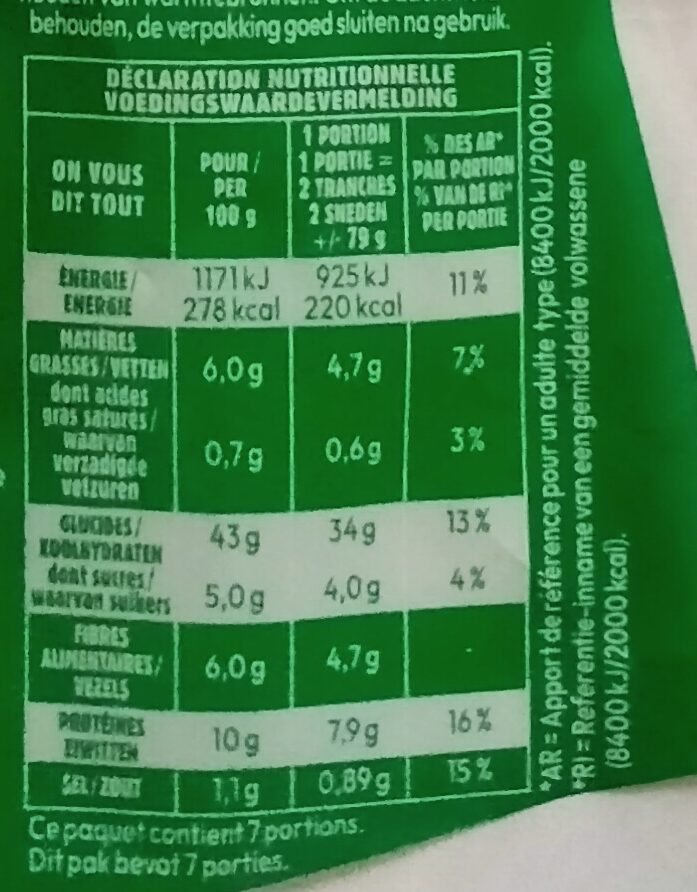 behouden, de verpakking goed sluiten na gebruik.
DÉCLARATION NUTRITIONNELLE
VOEDINGSWAARDEVERMELDING
ON VOUS
DIT TOUT
POUR /
PER
100 g
1 PORTION
1 PORTIE =
2 TRANCHES
2 SNEDEN
+/- 79 g
% DES AR*
PAR PORTION
% VAN DE RI*
PER PORTIE
ÉNERGIE/
ENERGIE
1171 kJ
278 kcal
925 kJ
220 kcal
11 %
MATIÈRES
GRASSES/VETTEN
6,0 g
4,7 g
7%
dont acides
gras saturés/
waarvan
verzadigde
vetzuren
0,7 g
0,6 g
3%
GLUCIDES/
KOOLHYDRATEN
43 g
34 g
13 %
dont sucres/
waarvan suikers
5,0 g
4,0 g
4%
FIBRES
ALIMENTAIRES/
VEZELS
6,0 g
4,7 g
-
PROTÉINES
EIWITTEN
10 g
7,9 g
16 %
SEL/ZOUT
1,1 g
0,89 g
15 %
Ce paquet contient 7 portions.
Dit pak bevat 7 porties.
*AR = Apport de référence pour un adulte type (8400 kJ/2000 kcal).
*RI = Referentie-inname van een gemiddelde volwassene
(8400 kJ/2000 kcal).